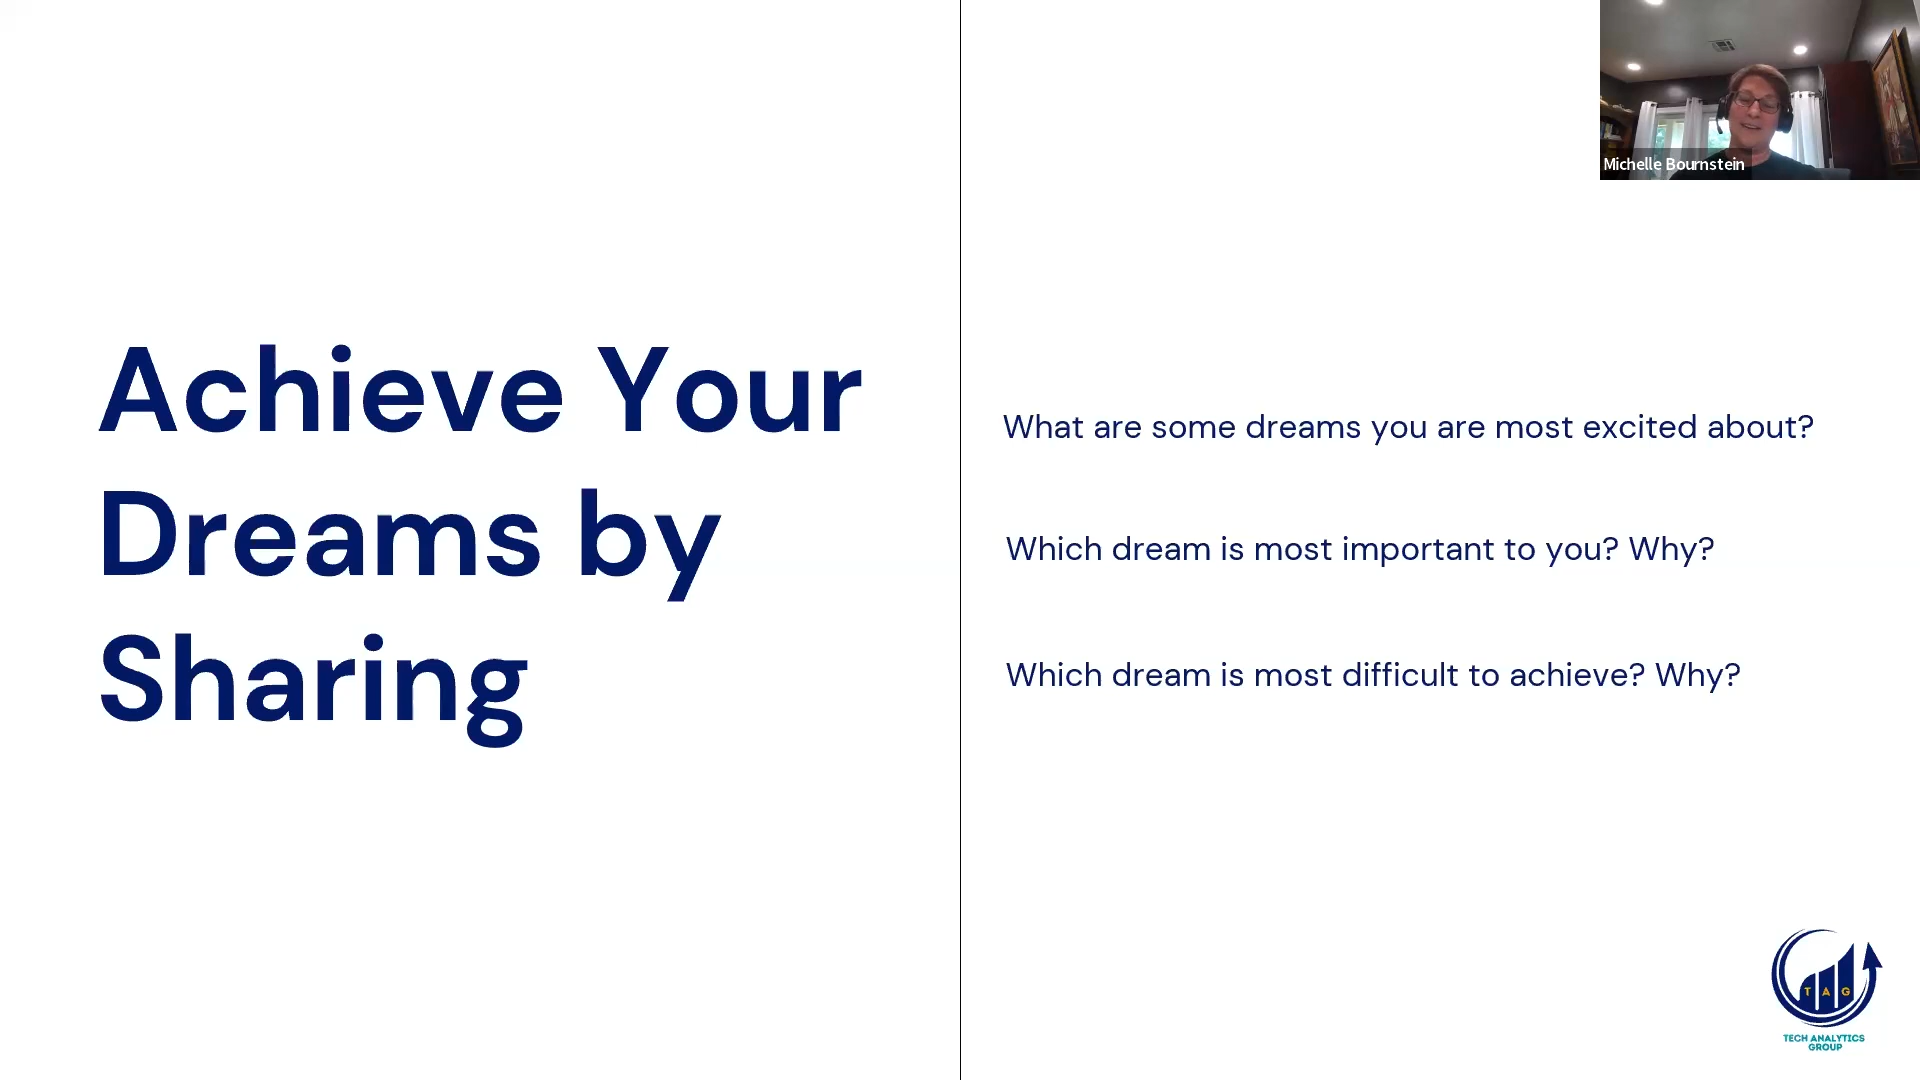 Achieve Your
Dreams by
Sharing
What are some dreams you are most excited about?
Which dream is most important to you? Why?
Which dream is most difficult to achieve? Why?
Michelle Bournstein
TAG
TECH ANALYTICS
GROUP